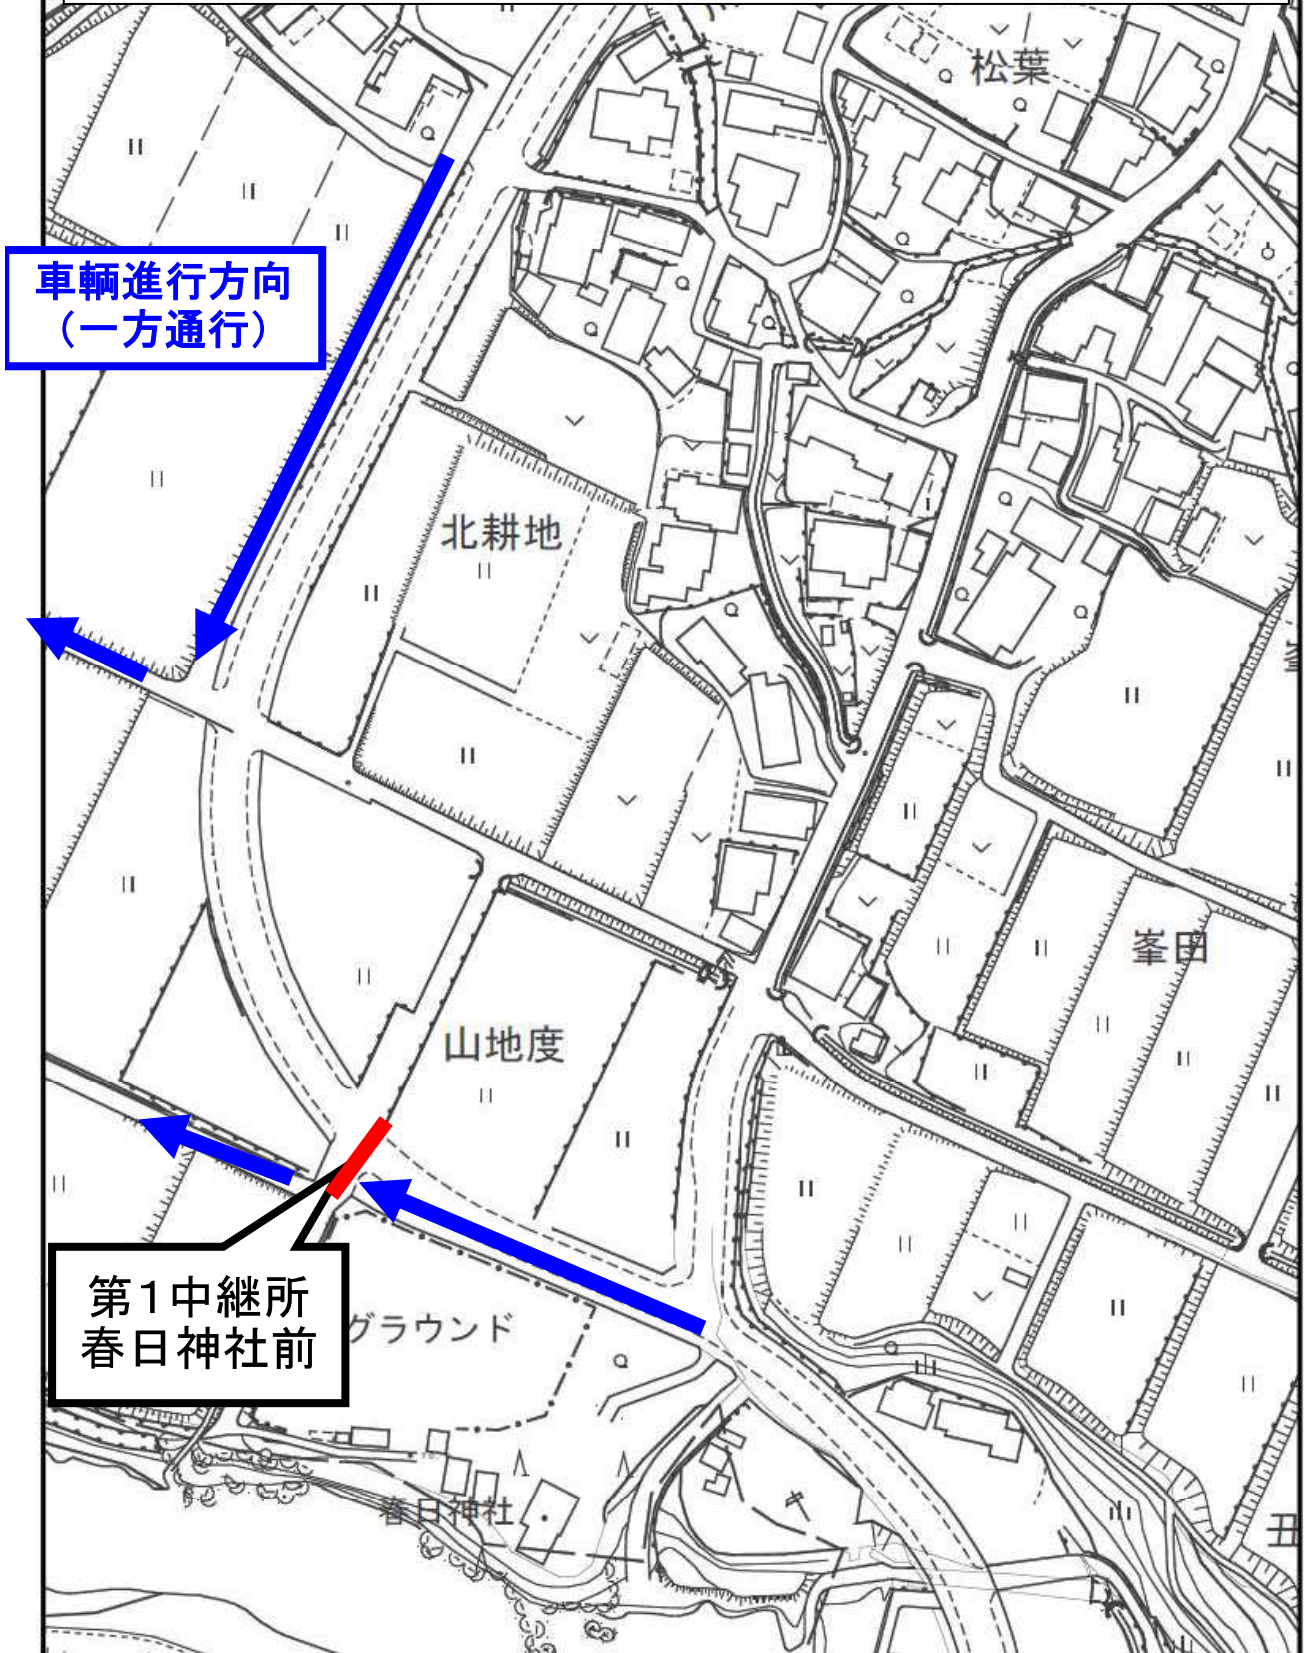 松葉
車輌進行方向
（一方通行）
北耕地
峯田
山地度
第1中継所
春日神社前
グラウンド
春日神社
丑